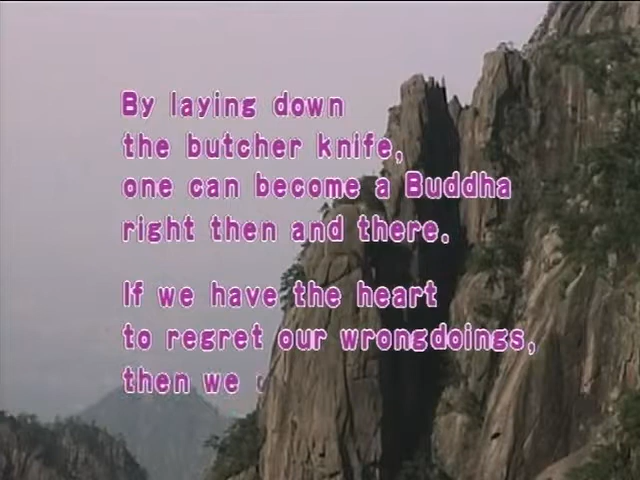 By laying down
the butcher knife,
one can become a Buddha
right then and there.
If we have the heart
to regret our wrongdoings,
then we